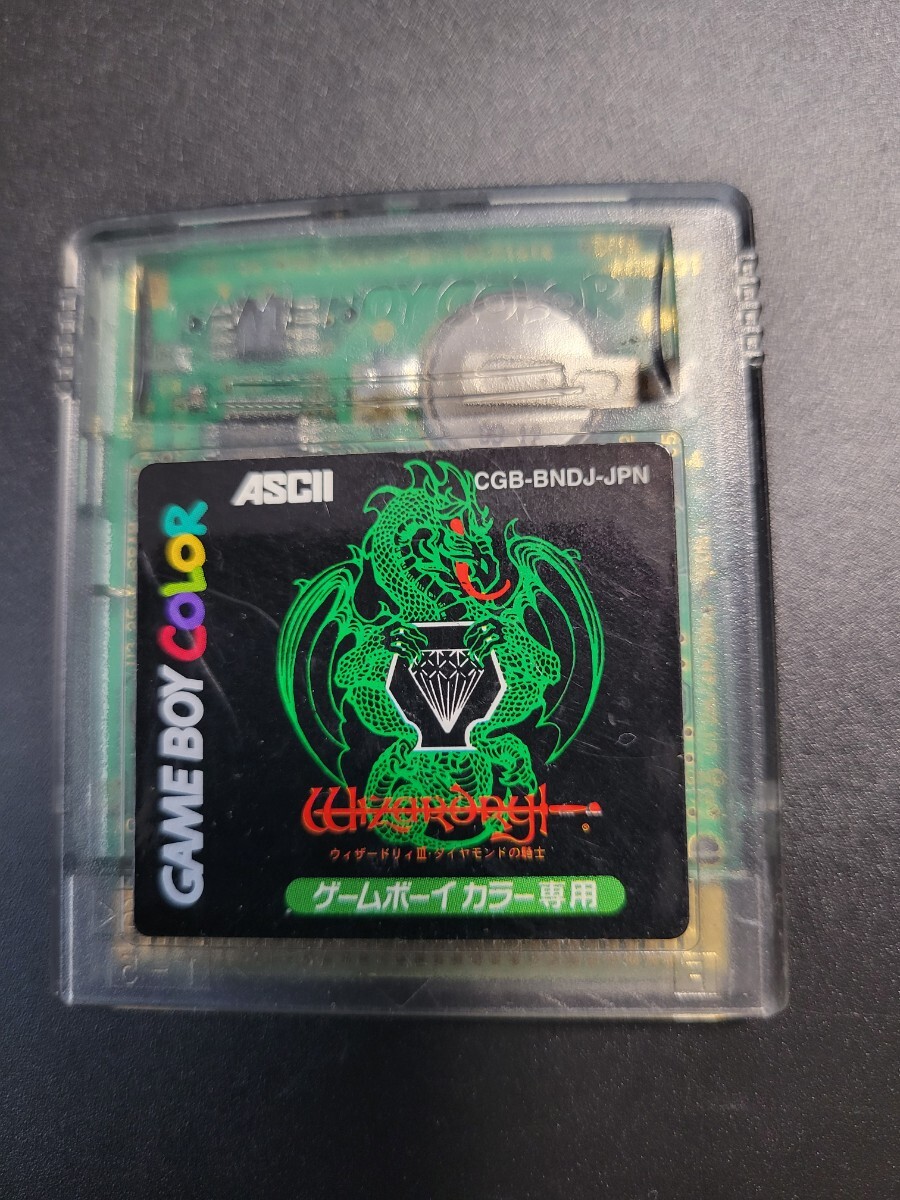 BOY COLOR
ASCII
CGB-BNDJ-JPN
GAME BOY COLOR
Wizardry
®
ウィザードリィⅢ・ダイヤモンドの騎士
ゲームボーイ カラー専用